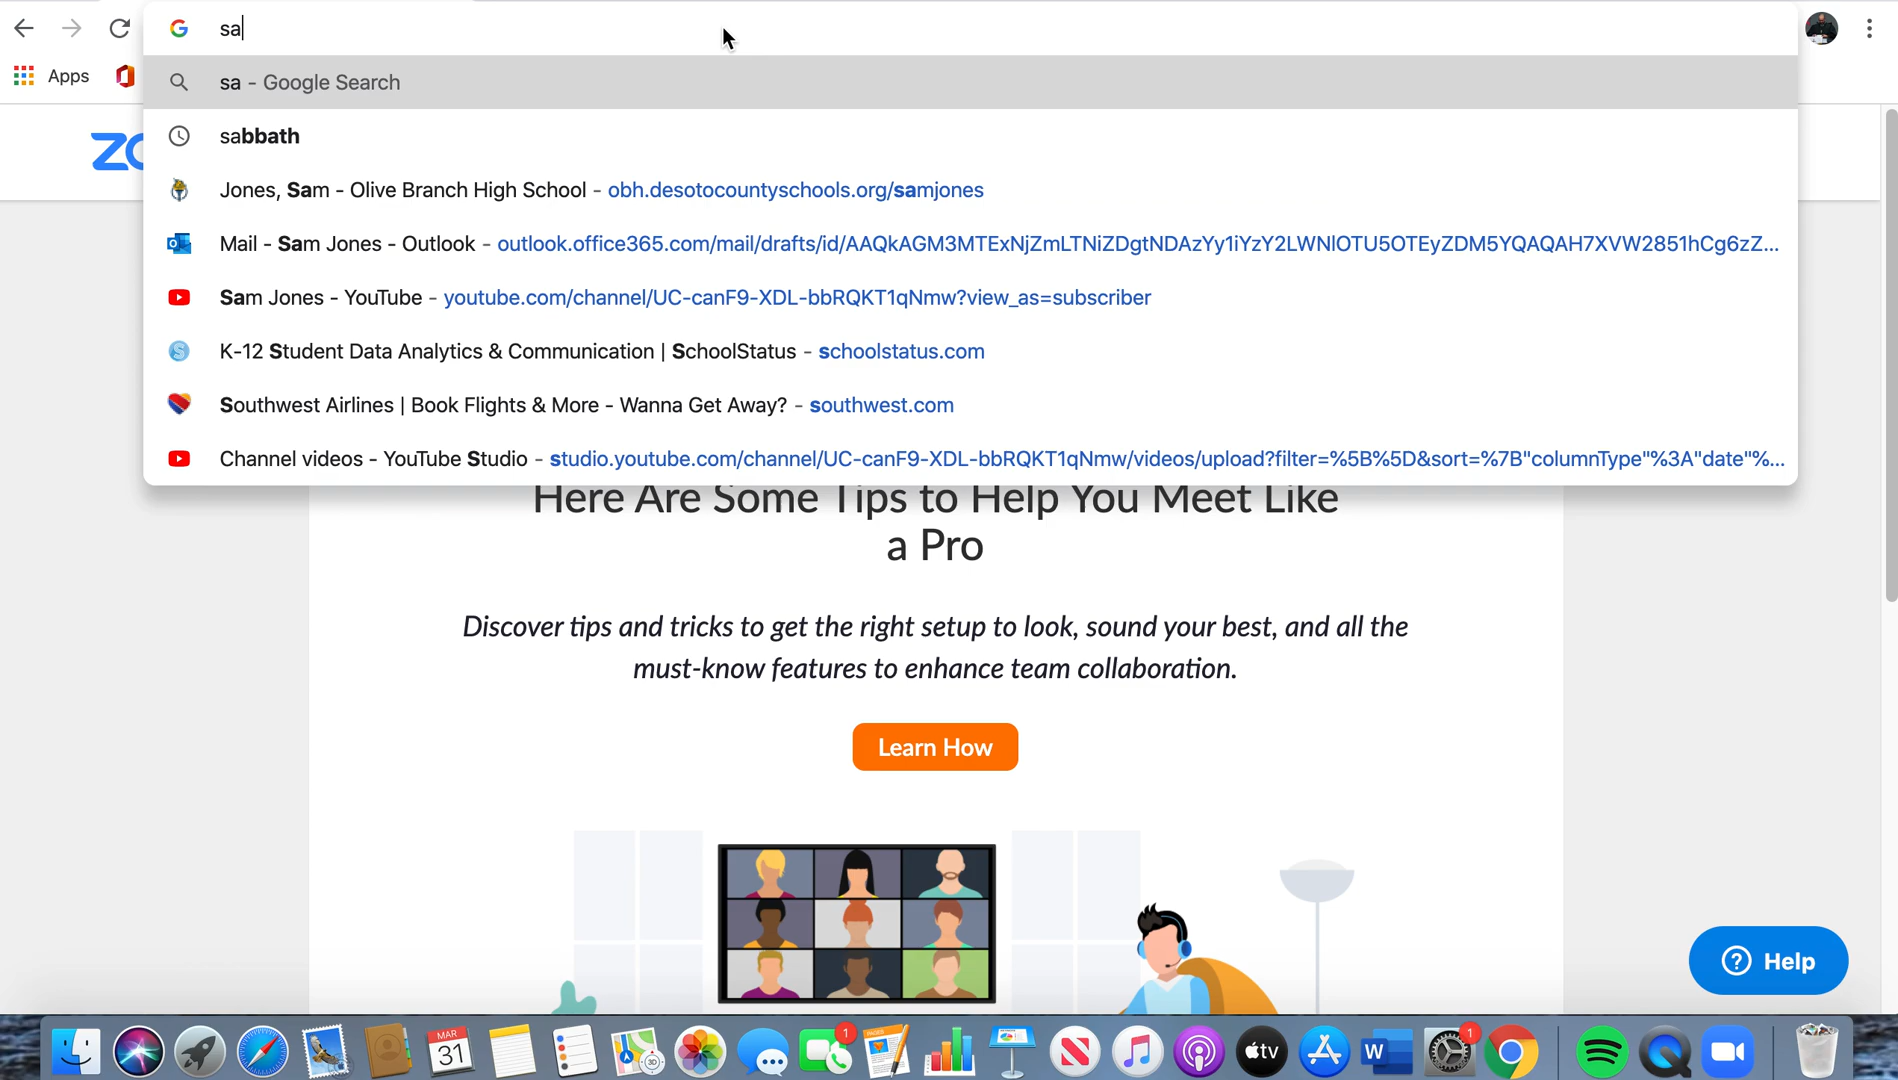 sa
Apps
sa - Google Search
sabbath
Jones, Sam - Olive Branch High School - obh.desotocountyschools.org/samjones
Mail - Sam Jones - Outlook - outlook.office365.com/mail/drafts/id/AAQkAGM3MTExNjZmLTNiZDgtNDAzYy1iYzY2LWNlOTU5OTEyZDM5YQAQAH7XVW2851hCg6zZ...
Sam Jones - YouTube - youtube.com/channel/UC-canF9-XDL-bbRQKT1qNmw?view_as=subscriber
K-12 Student Data Analytics & Communication | SchoolStatus - schoolstatus.com
Southwest Airlines | Book Flights & More - Wanna Get Away? - southwest.com
Channel videos - YouTube Studio - studio.youtube.com/channel/UC-canF9-XDL-bbRQKT1qNmw/videos/upload?filter=%5B%5D&sort=%7B"columnType"%3A"date"%...
Here Are Some Tips to Help You Meet Like
a Pro
Discover tips and tricks to get the right setup to look, sound your best, and all the
must-know features to enhance team collaboration.
Learn How
Help
MAR
31
3D
1
PAGES
tv
W
1